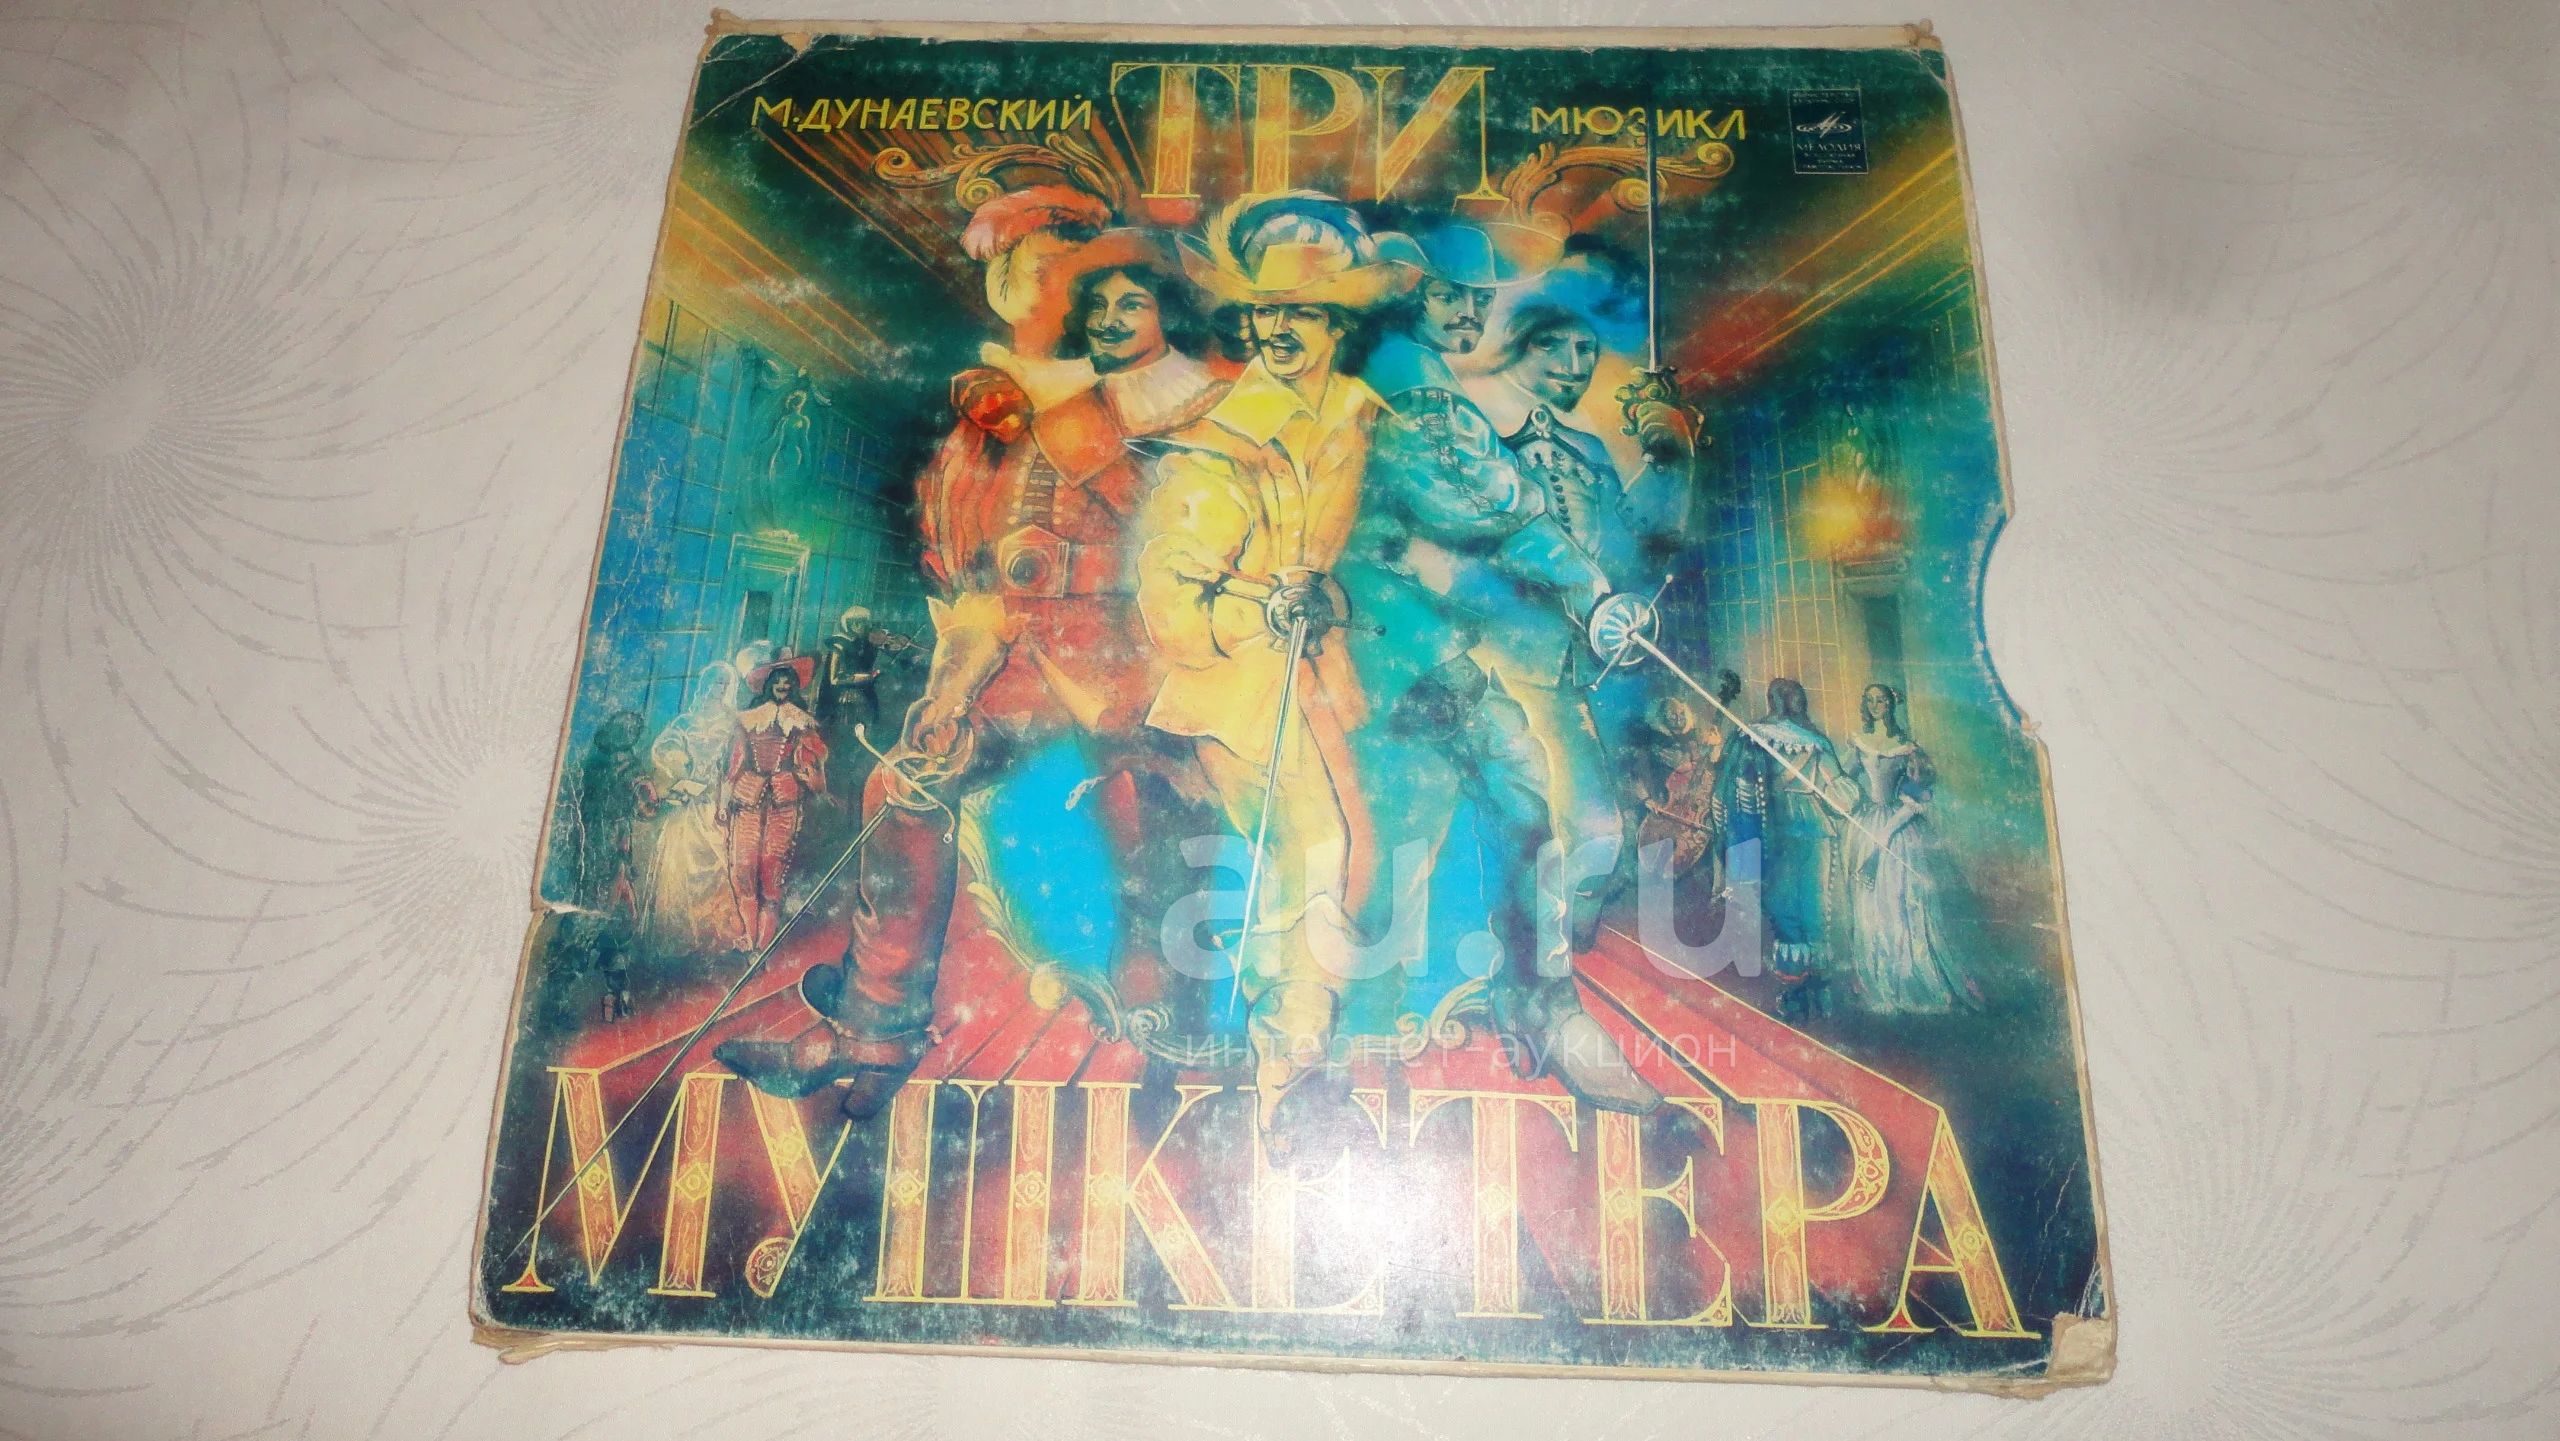 М.ДУНАЕВСКИЙ
ТРИ
МЮЗИКЛ
МЕЛОДИЯ
МУШКЕТЕРА
au.ru
интернет-аукцион